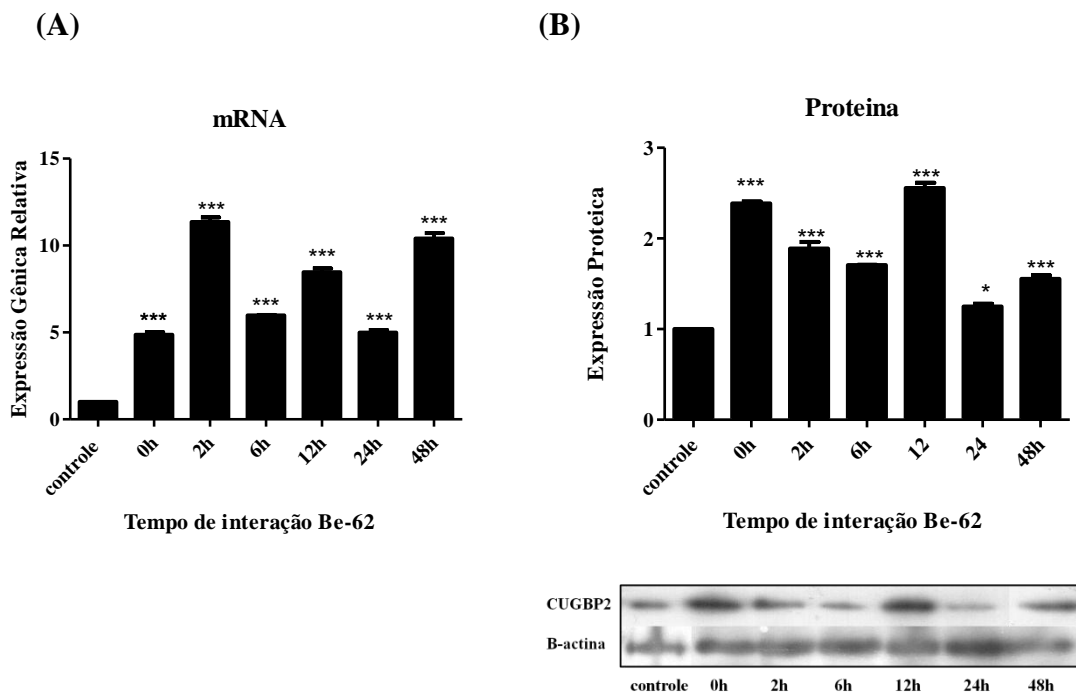 (A)
(B)
mRNA
Expressão Gênica Relativa
15
10
5
0
***
***
***
***
***
***
controle
0h
2h
6h
12h
24h
48h
Tempo de interação Be-62
Proteina
Expressão Proteica
3
2
1
0
***
***
***
***
*
***
controle
0h
2h
6h
12
24
48h
Tempo de interação Be-62
CUGBP2
B-actina
controle 0h 2h 6h 12h 24h 48h